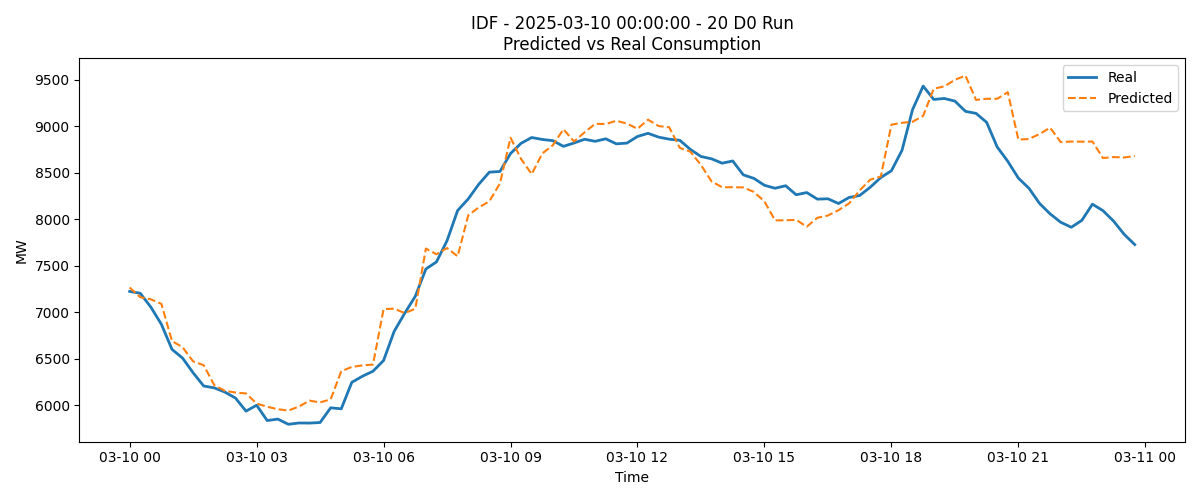 IDF - 2025-03-10 00:00:00 - 20 D0 Run
Predicted vs Real Consumption
Real
Predicted
9500
9000
8500
8000
7500
7000
6500
6000
MW
03-10 00 03-10 03 03-10 06 03-10 09 03-10 12 03-10 15 03-10 18 03-10 21 03-11 00
Time